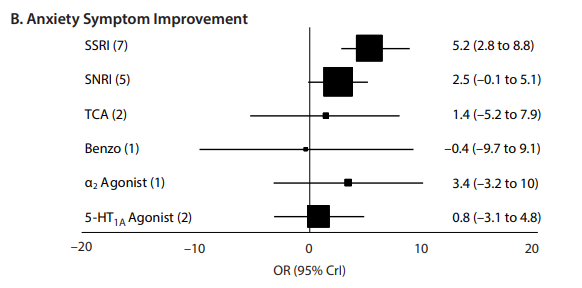 B. Anxiety Symptom Improvement
SSRI (7) 5.2 (2.8 to 8.8)
SNRI (5) 2.5 (−0.1 to 5.1)
TCA (2) 1.4 (−5.2 to 7.9)
Benzo (1) −0.4 (−9.7 to 9.1)
α₂ Agonist (1) 3.4 (−3.2 to 10)
5-HT₁ₐ Agonist (2) 0.8 (−3.1 to 4.8)
−20 −10 0 10 20
OR (95% CrI)